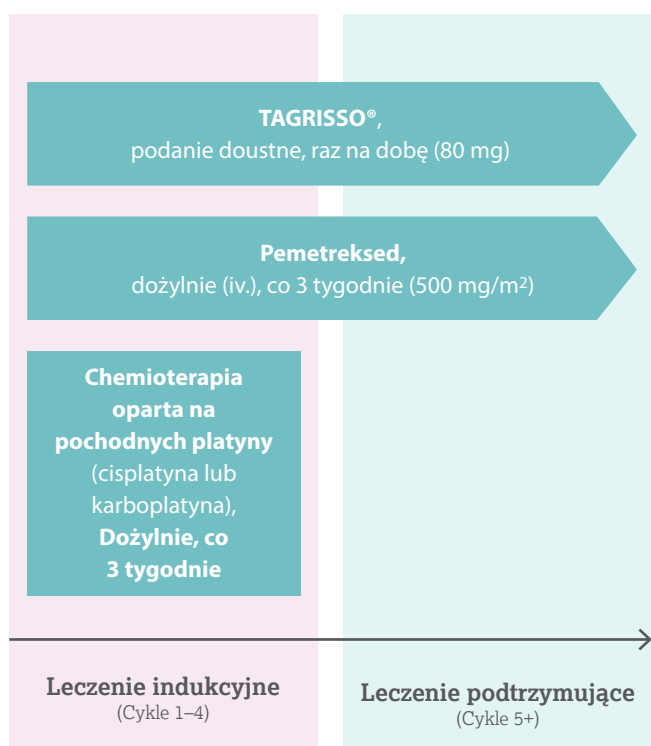 TAGRISSO®,
podanie doustne, raz na dobę (80 mg)
Pemetreksed,
dożylnie (iv.), co 3 tygodnie (500 mg/m²)
Chemioterapia
oparta na
pochodnych platyny
(cisplatyna lub
karboplatyna),
Dożylnie, co
3 tygodnie
Leczenie indukcyjne
(Cykle 1–4)
Leczenie podtrzymujące
(Cykle 5+)